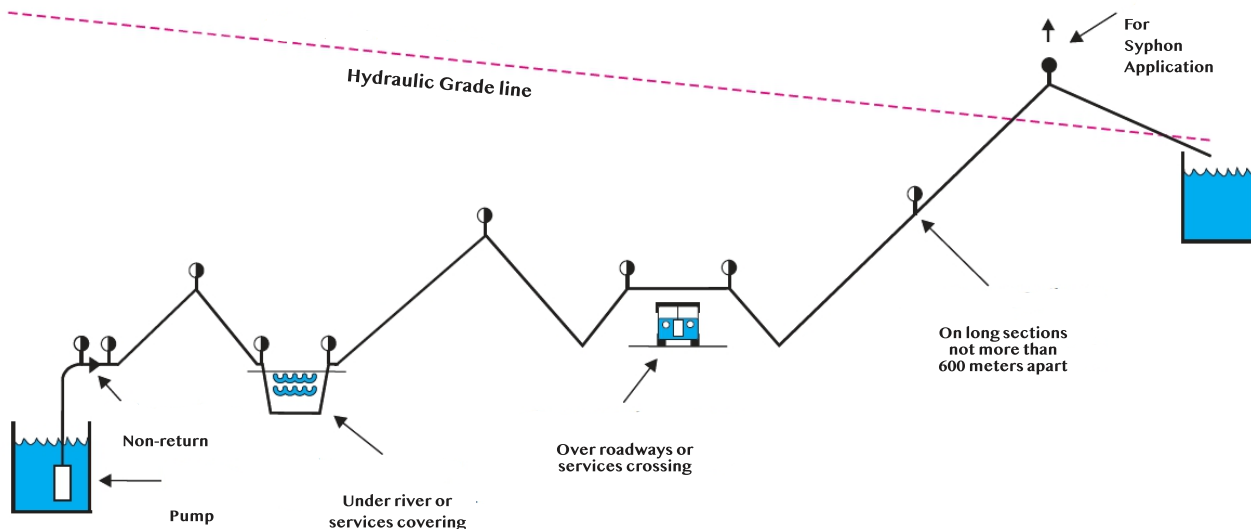 For
Syphon
Application
Hydraulic Grade line
On long sections
not more than
600 meters apart
Non-return
Over roadways or
services crossing
Pump
Under river or
services covering